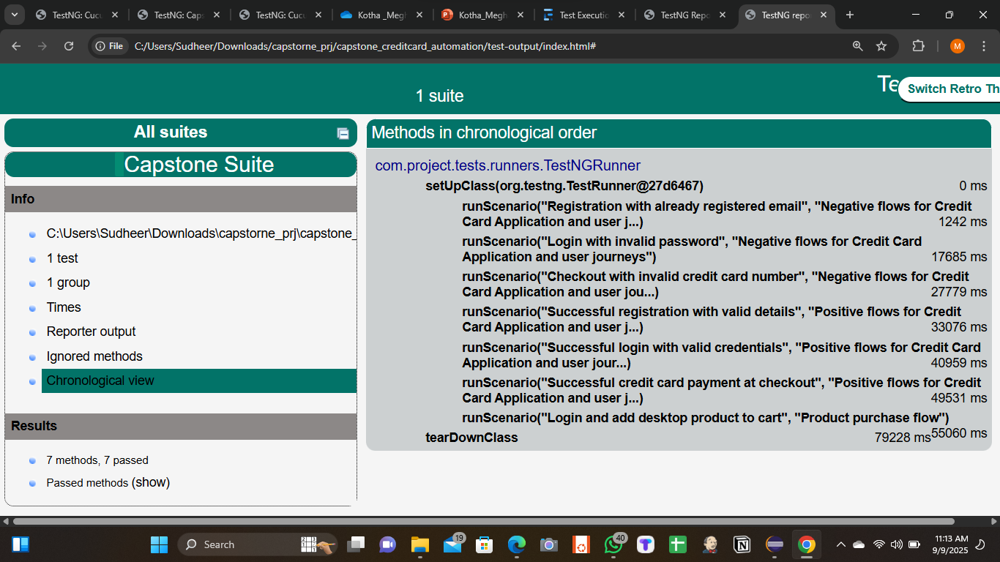 TestNG: Cucu
TestNG: Cap
TestNG: Cucu
Kotha _Megh
Kotha_Megh
Test Executio
TestNG Repo
TestNG repo
File
C:/Users/Sudheer/Downloads/capstorne_prj/capstone_creditcard_automation/test-output/index.html#
M
1 suite
Te
Switch Retro Th
All suites
Capstone Suite
Info
C:\Users\Sudheer\Downloads\capstorne_prj\capstone_
1 test
1 group
Times
Reporter output
Ignored methods
Chronological view
Results
7 methods, 7 passed
Passed methods (show)
Methods in chronological order
com.project.tests.runners.TestNGRunner
setUpClass(org.testng.TestRunner@27d6467) 0 ms
runScenario("Registration with already registered email", "Negative flows for Credit
Card Application and user j...) 1242 ms
runScenario("Login with invalid password", "Negative flows for Credit Card
Application and user journeys") 17685 ms
runScenario("Checkout with invalid credit card number", "Negative flows for Credit
Card Application and user jou...) 27779 ms
runScenario("Successful registration with valid details", "Positive flows for Credit
Card Application and user j...) 33076 ms
runScenario("Successful login with valid credentials", "Positive flows for Credit Card
Application and user jour...) 40959 ms
runScenario("Successful credit card payment at checkout", "Positive flows for Credit
Card Application and user j...) 49531 ms
runScenario("Login and add desktop product to cart", "Product purchase flow")
55060 ms
tearDownClass 79228 ms
Search
19
40
11:13 AM
9/9/2025